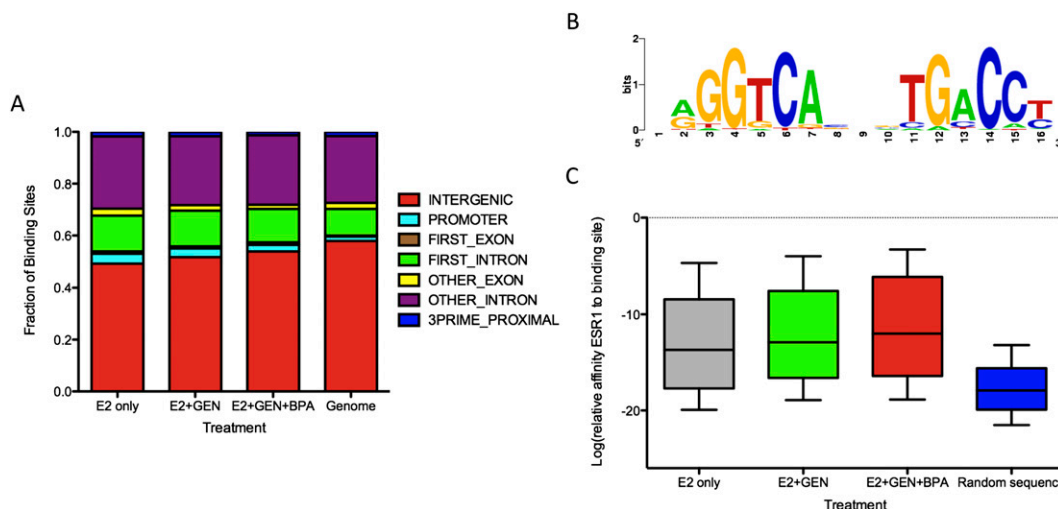 A
Fraction of Binding Sites
1.0
0.8
0.6
0.4
0.2
0.0
E2 only
E2+GEN
E2+GEN+BPA
Genome
Treatment
INTERGENIC
PROMOTER
FIRST_EXON
FIRST_INTRON
OTHER_EXON
OTHER_INTRON
3PRIME_PROXIMAL
B
bits
2
1
0
5′
1 2 3 4 5 6 7 8 9 10 11 12 13 14 15 16
3
A G G T C A T G A C C T
G
C
Log(relative affinity ESR1 to binding site)
0
-10
-20
E2 only
E2+GEN
E2+GEN+BPA
Random sequence
Treatment